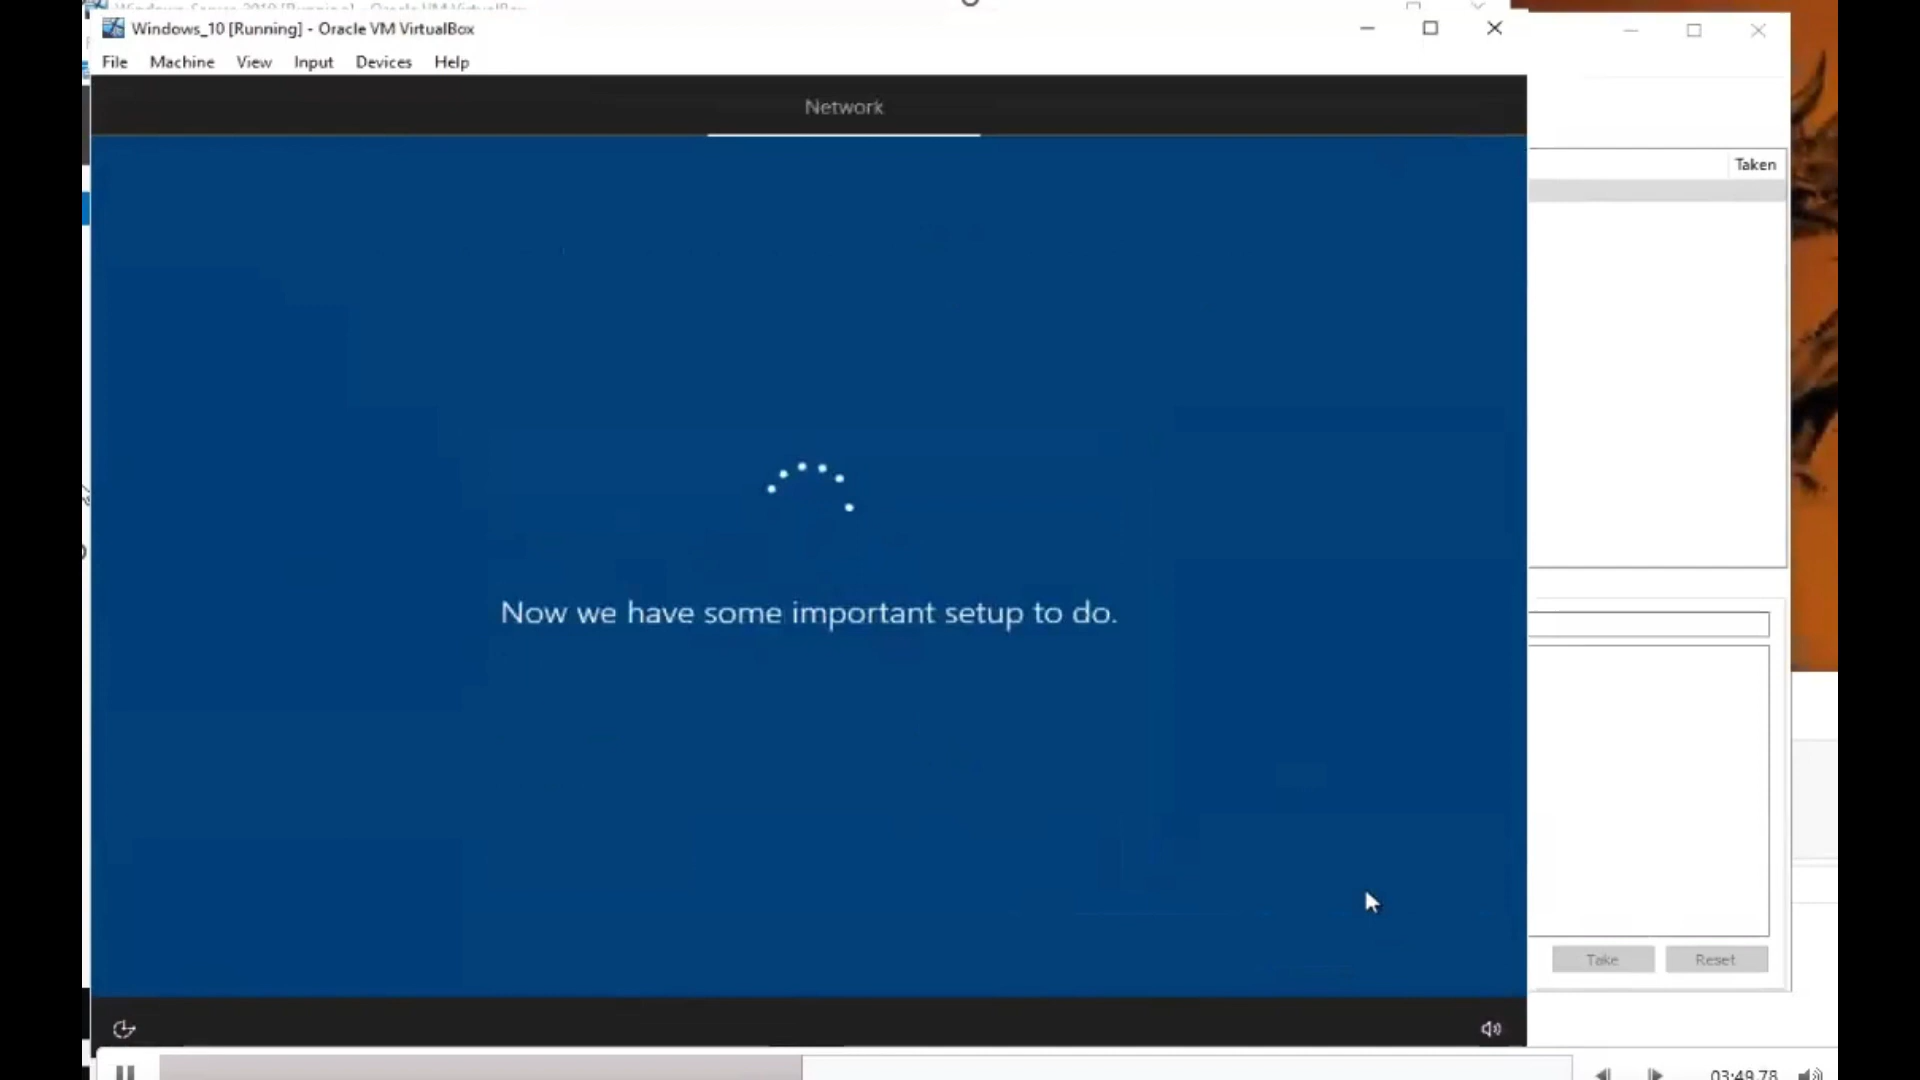 Windows_10 [Running] - Oracle VM VirtualBox
File Machine View Input Devices Help
Network
Taken
Now we have some important setup to do.
Take Reset
03:49.78